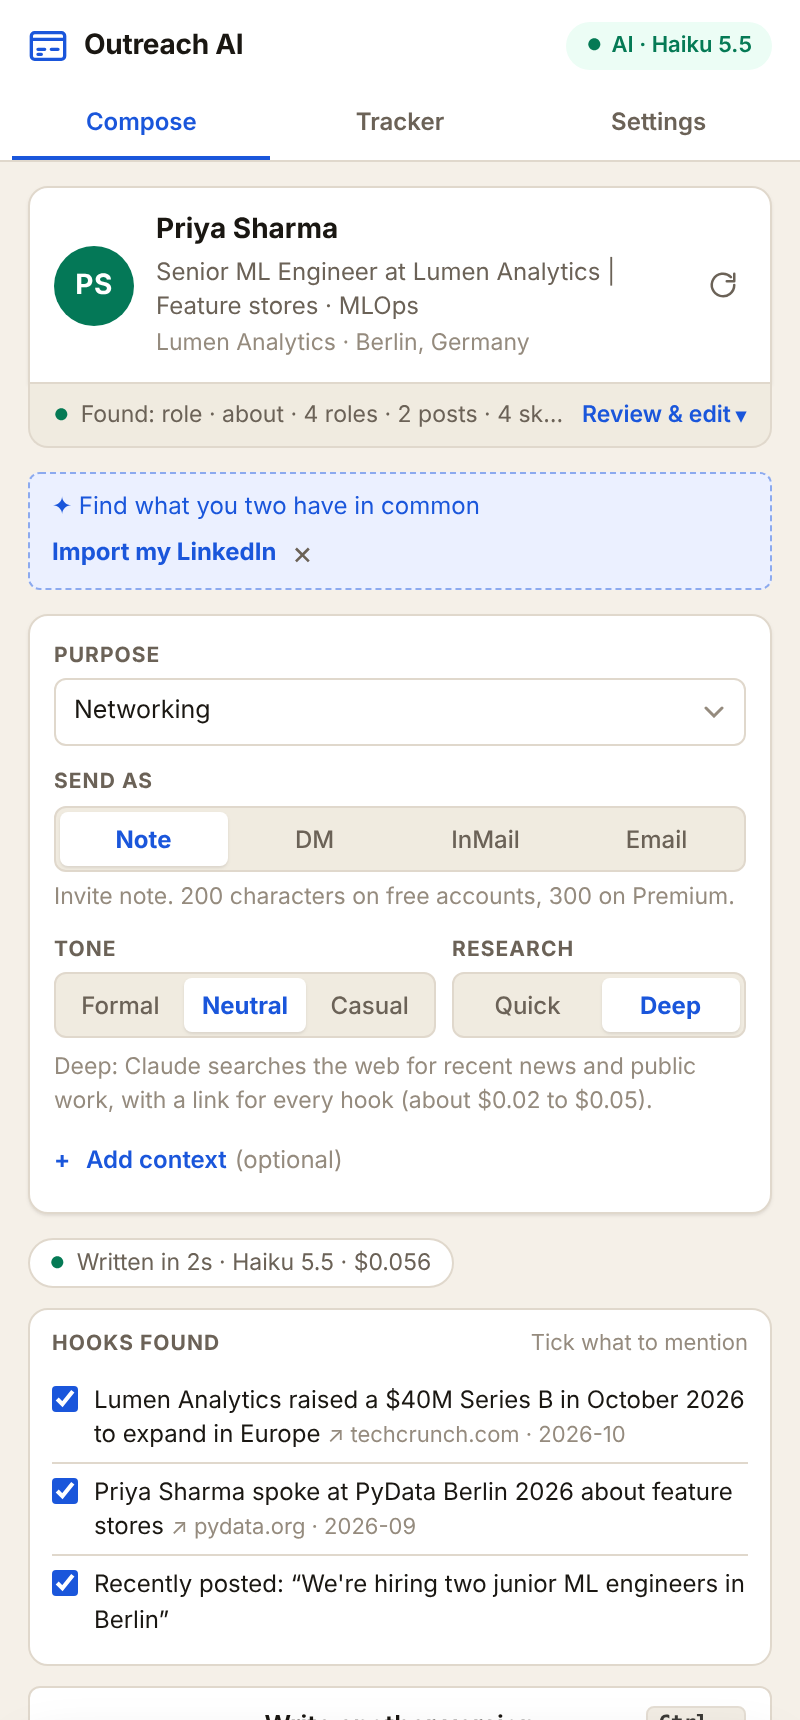 Outreach AI
AI · Haiku 5.5
Compose
Tracker
Settings
PS
Priya Sharma
Senior ML Engineer at Lumen Analytics |
Feature stores · MLOps
Lumen Analytics · Berlin, Germany
Found: role · about · 4 roles · 2 posts · 4 sk...
Review & edit ▾
✦ Find what you two have in common
Import my LinkedIn ×
PURPOSE
Networking
SEND AS
Note
DM
InMail
Email
Invite note. 200 characters on free accounts, 300 on Premium.
TONE
RESEARCH
Formal
Neutral
Casual
Quick
Deep
Deep: Claude searches the web for recent news and public
work, with a link for every hook (about $0.02 to $0.05).
+ Add context (optional)
Written in 2s · Haiku 5.5 · $0.056
HOOKS FOUND
Tick what to mention
Lumen Analytics raised a $40M Series B in October 2026
to expand in Europe ↗ techcrunch.com · 2026-10
Priya Sharma spoke at PyData Berlin 2026 about feature
stores ↗ pydata.org · 2026-09
Recently posted: “We're hiring two junior ML engineers in
Berlin”